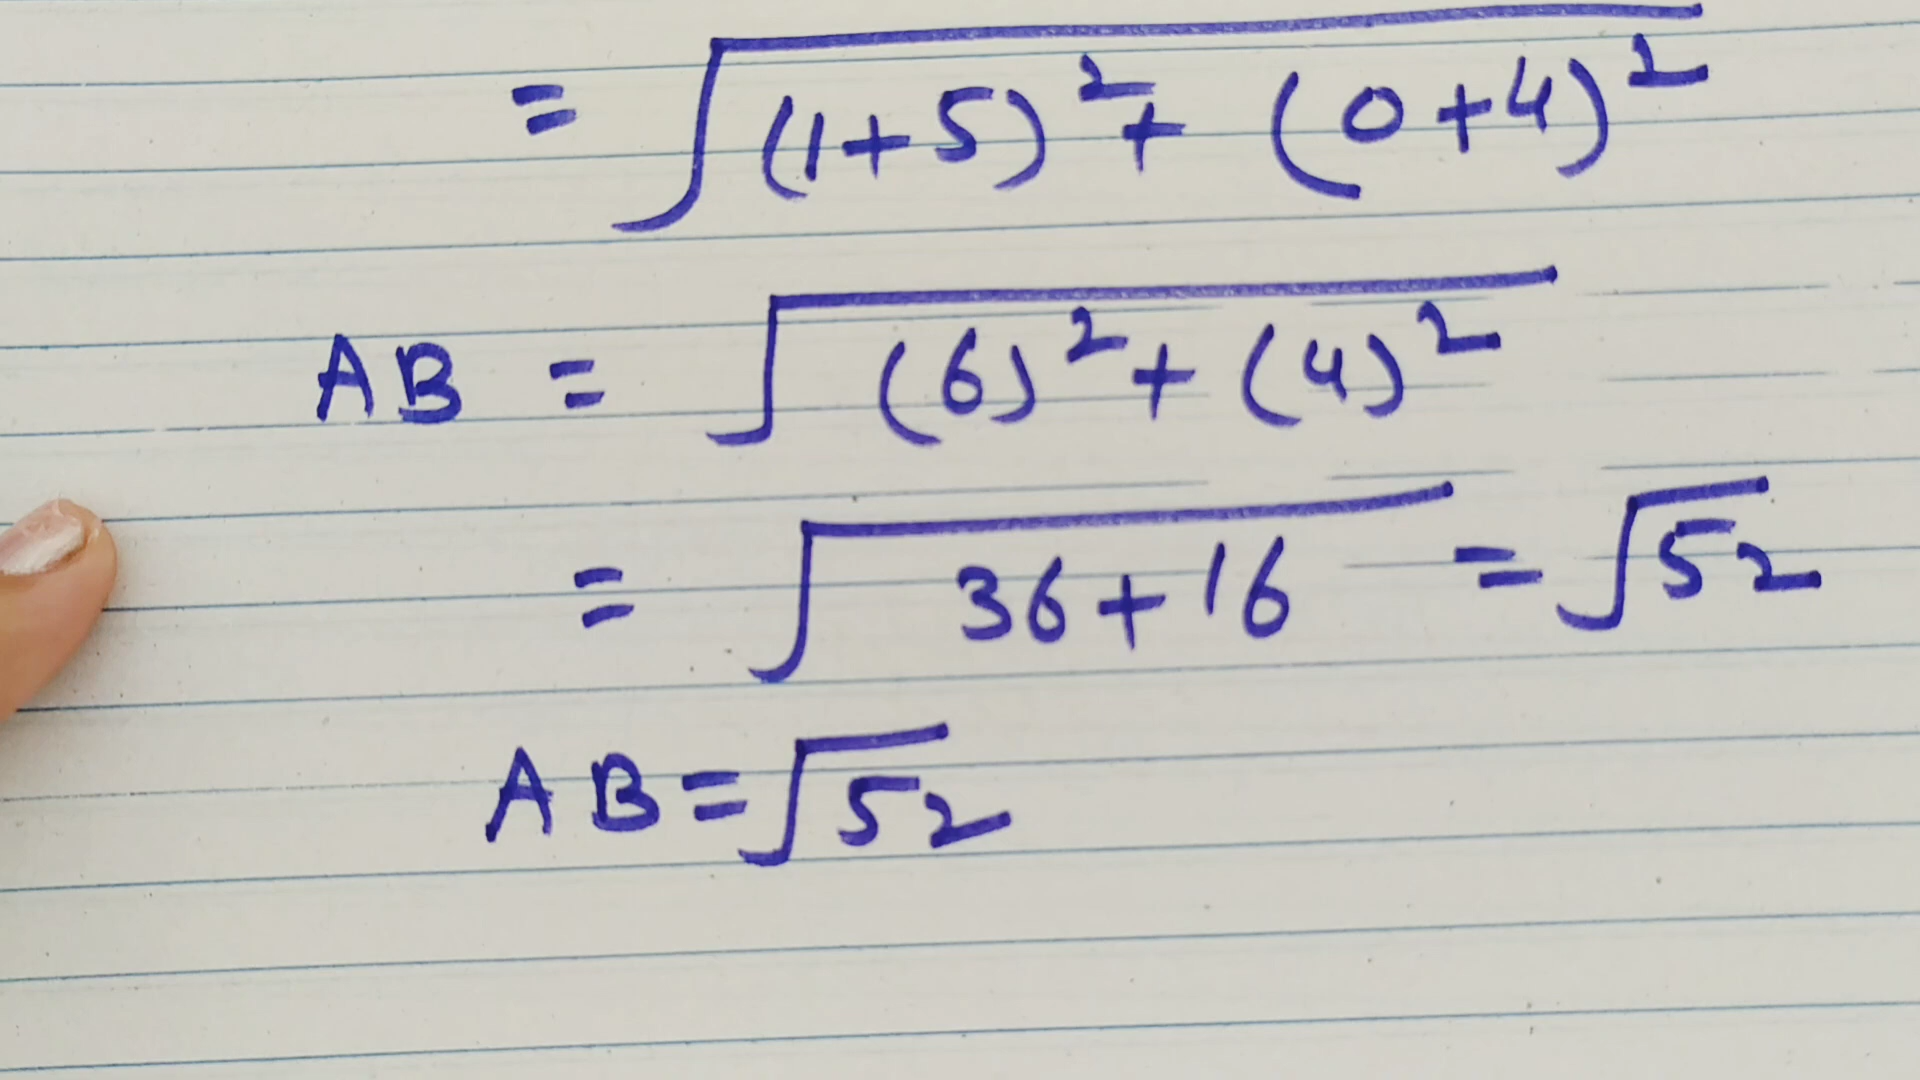 = √(1+5)² + (0+4)²
AB = √(6)² + (4)²
= √36+16 = √52
AB = √52